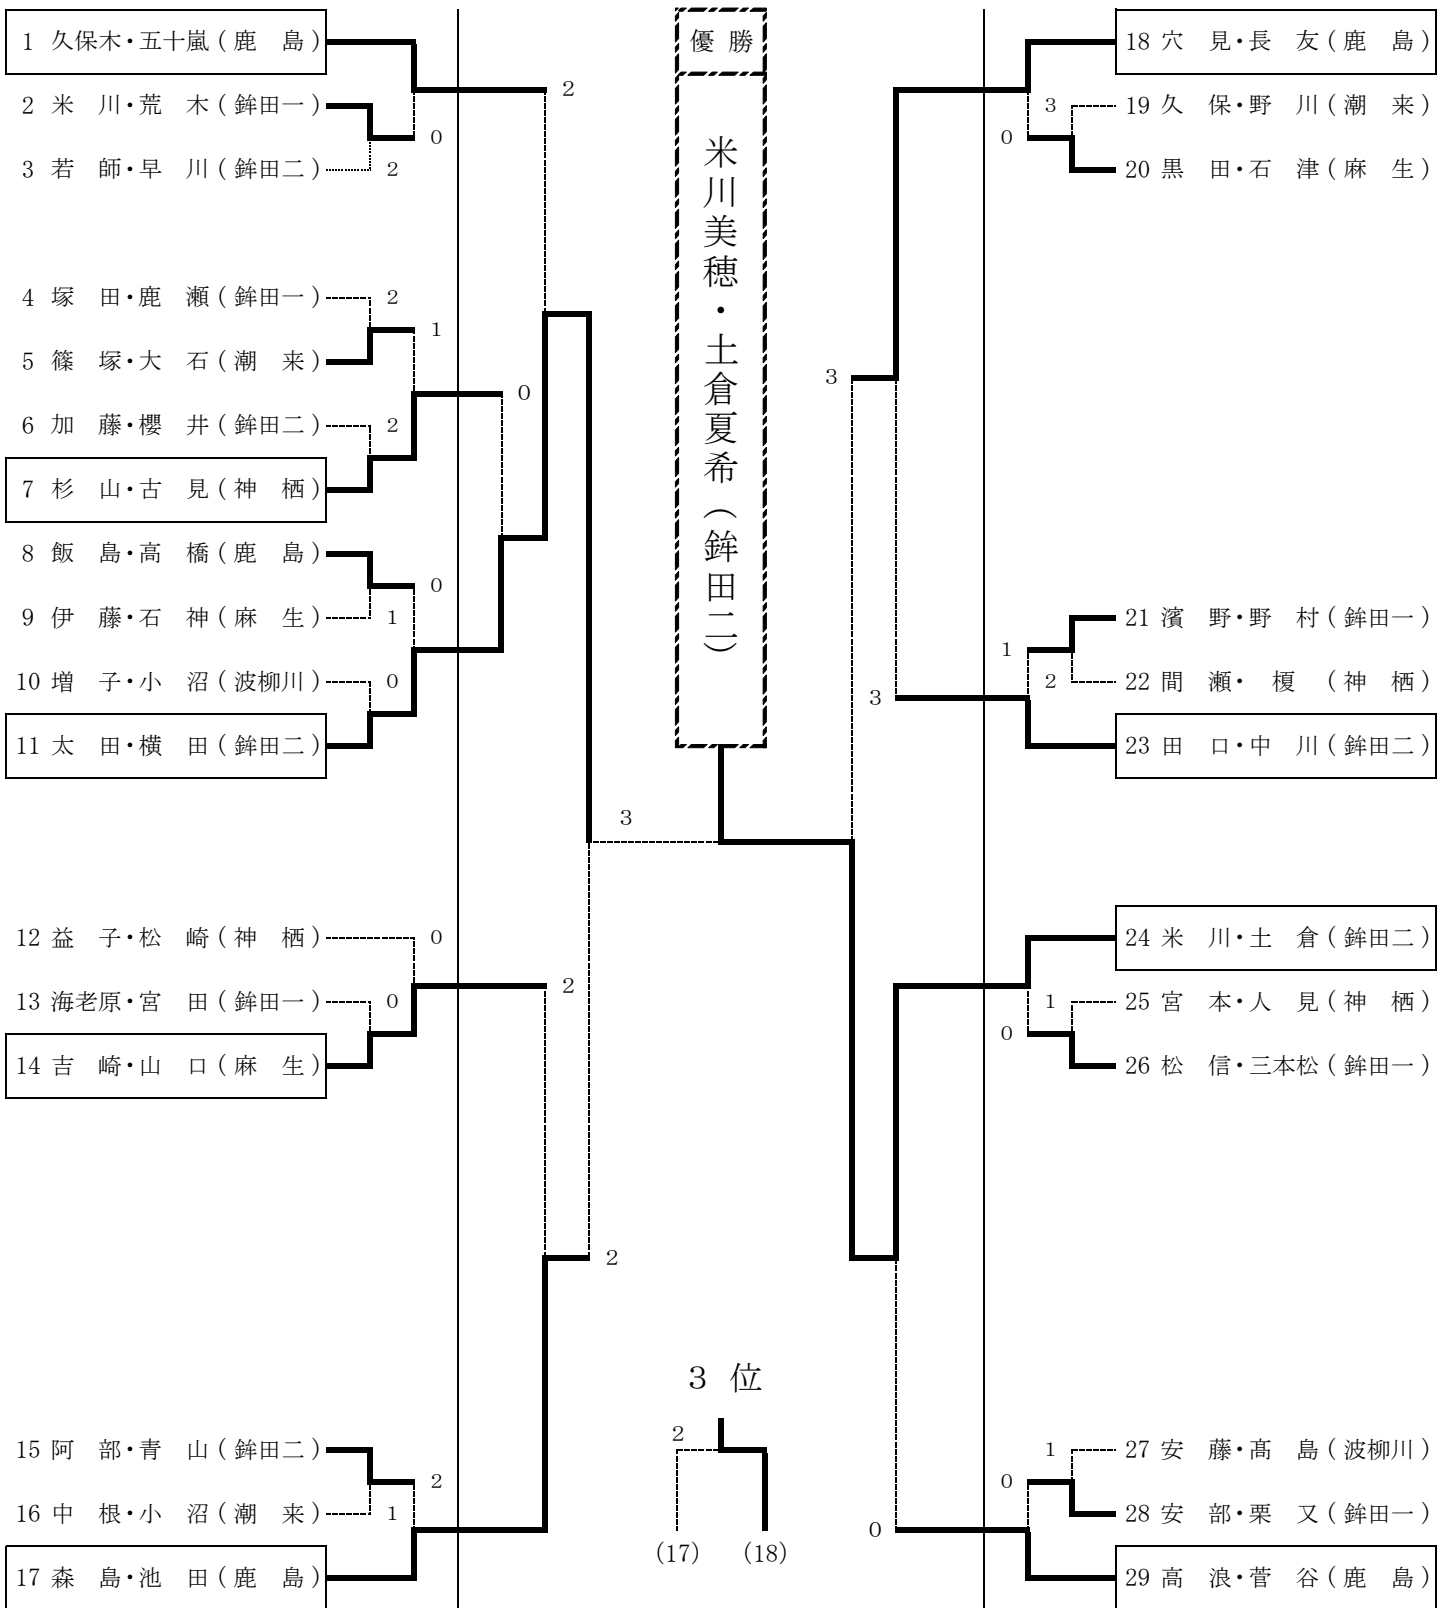 1 久保木・五十嵐 ( 鹿　島 )
2
2 米　川・荒　木 ( 鉾田一 )
0
3 若　師・早　川 ( 鉾田二 )
2
4 塚　田・鹿　瀬 ( 鉾田一 )
2
1
5 篠　塚・大　石 ( 潮　来 )
0
6 加　藤・櫻　井 ( 鉾田二 )
2
7 杉　山・古　見 ( 神　栖 )
8 飯　島・高　橋 ( 鹿　島 )
0
9 伊　藤・石　神 ( 麻　生 )
1
10 増　子・小　沼 ( 波柳川 )
0
11 太　田・横　田 ( 鉾田二 )
3
12 益　子・松　崎 ( 神　栖 )
0
2
13 海老原・宮　田 ( 鉾田一 )
0
14 吉　崎・山　口 ( 麻　生 )
2
15 阿　部・青　山 ( 鉾田二 )
2
16 中　根・小　沼 ( 潮　来 )
1
17 森　島・池　田 ( 鹿　島 )
優 勝
米川美穂・土倉夏希（鉾田二）
3 位
2
(17)
(18)
18 穴　見・長　友 ( 鹿　島 )
3
19 久　保・野　川 ( 潮　来 )
0
20 黒　田・石　津 ( 麻　生 )
3
21 濱　野・野　村 ( 鉾田一 )
1
2
22 間　瀬・　榎　 ( 神　栖 )
3
23 田　口・中　川 ( 鉾田二 )
24 米　川・土　倉 ( 鉾田二 )
1
25 宮　本・人　見 ( 神　栖 )
0
26 松　信・三本松 ( 鉾田一 )
1
27 安　藤・髙　島 ( 波柳川 )
0
28 安　部・栗　又 ( 鉾田一 )
0
29 高　浪・菅　谷 ( 鹿　島 )